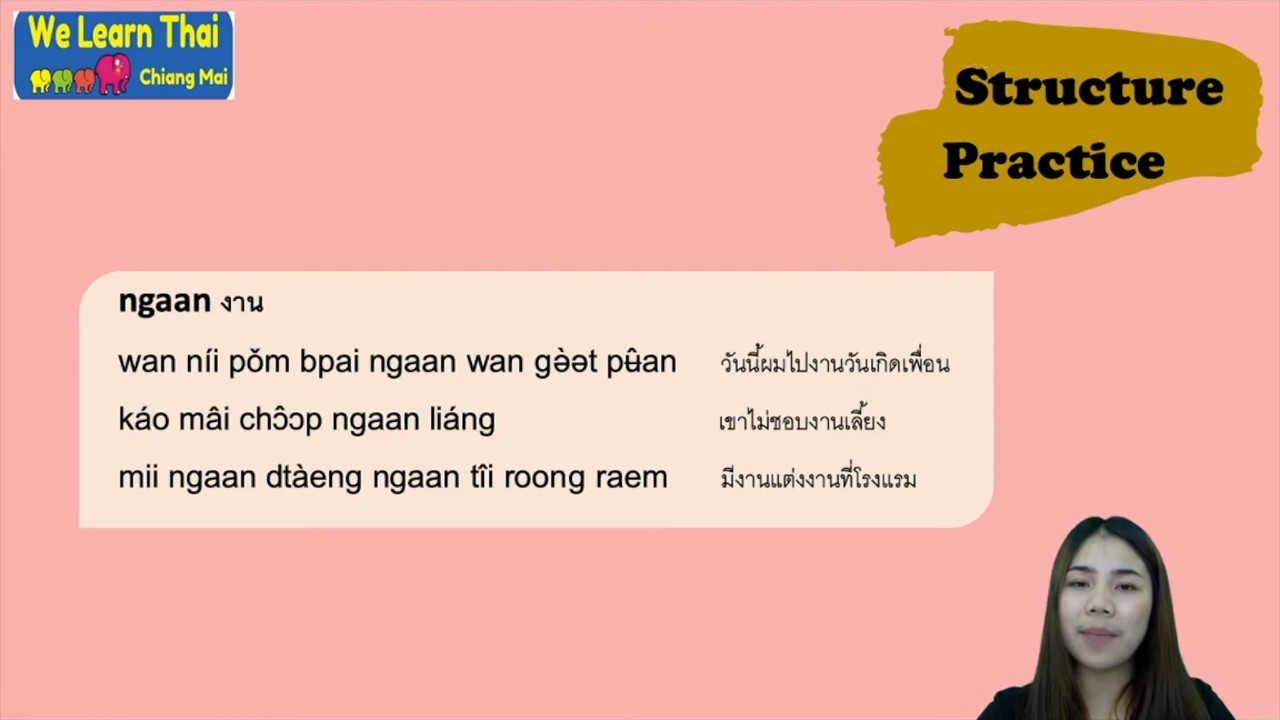 We Learn Thai
Chiang Mai
Structure
Practice
ngaan งาน
wan níi pǒm bpai ngaan wan gə̀ət pʉ̂an วันนี้ผมไปงานวันเกิดเพื่อน
káo mâi chɔ̂ɔp ngaan liáng เขาไม่ชอบงานเลี้ยง
mii ngaan dtàeng ngaan tîi roong raem มีงานแต่งงานที่โรงแรม